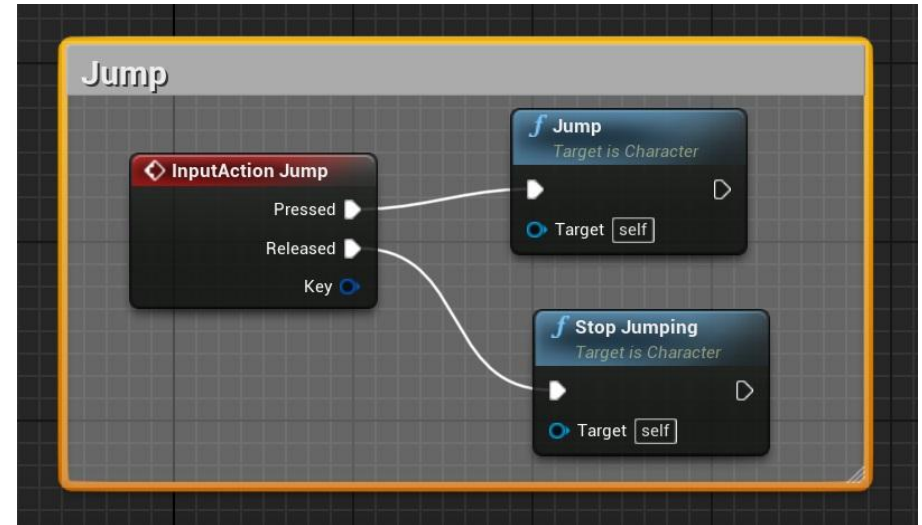 Jump
InputAction Jump
Pressed
Released
Key
f Jump
Target is Character
Target self
f Stop Jumping
Target is Character
Target self